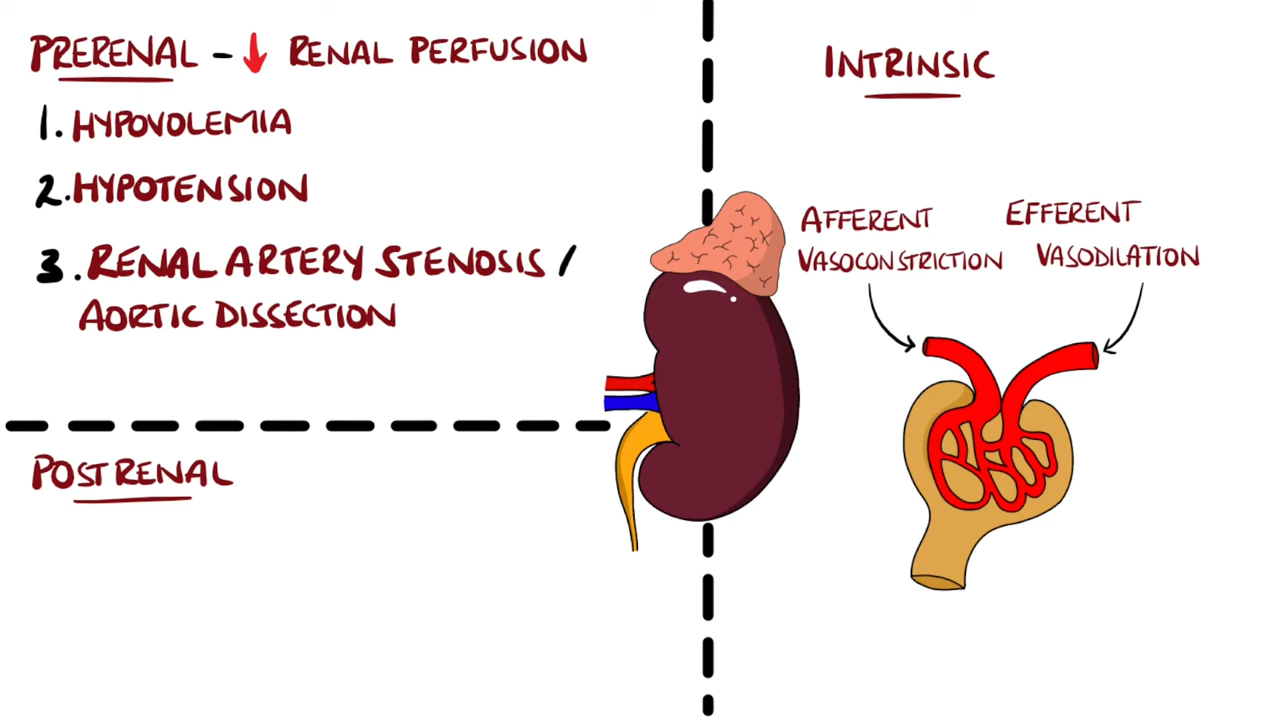 PRERENAL - ↓ RENAL PERFUSION
1. HYPOVOLEMIA
2. HYPOTENSION
3. RENAL ARTERY STENOSIS /
AORTIC DISSECTION
POSTRENAL
INTRINSIC
AFFERENT
VASOCONSTRICTION
EFFERENT
VASODILATION